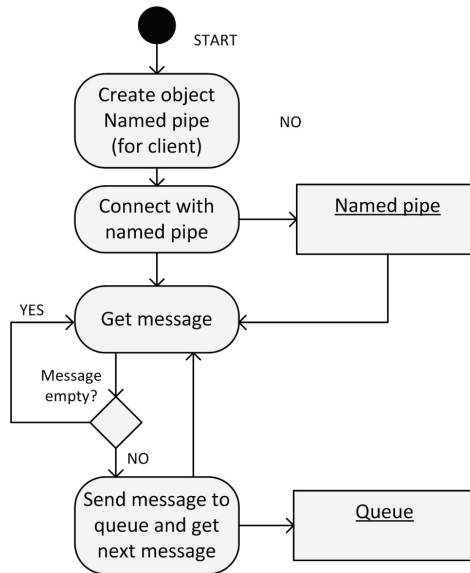 START
Create object
Named pipe
(for client)
NO
Connect with
named pipe
Named pipe
YES
Get message
Message
empty?
NO
Send message to
queue and get
next message
Queue